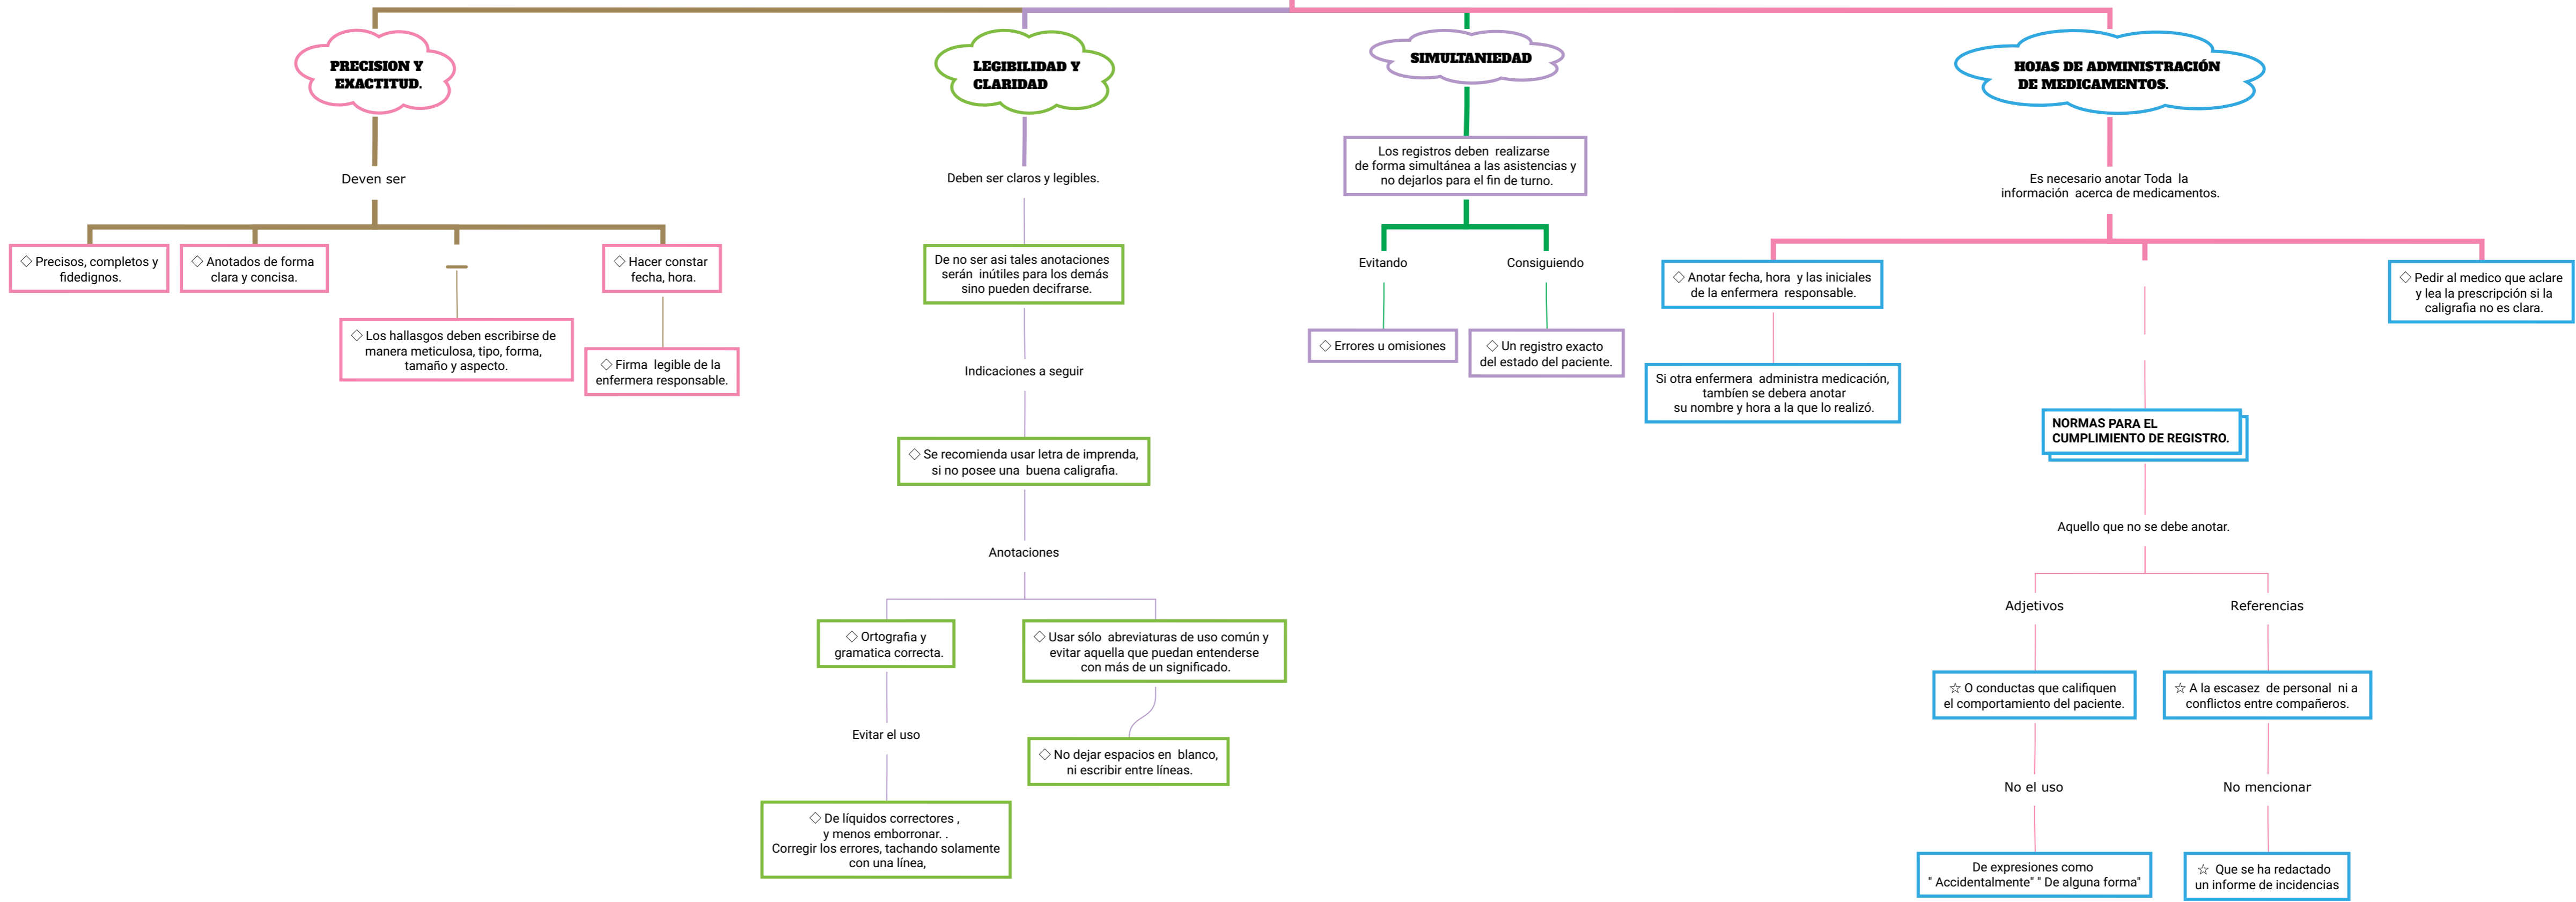 PRECISION Y
EXACTITUD.
Deven ser
◇ Precisos, completos y
fidedignos.
◇ Anotados de forma
clara y concisa.
◇ Los hallasgos deben escribirse de
manera meticulosa, tipo, forma,
tamaño y aspecto.
◇ Hacer constar
fecha, hora.
◇ Firma legible de la
enfermera responsable.
LEGIBILIDAD Y
CLARIDAD
Deben ser claros y legibles.
De no ser asi tales anotaciones
serán inútiles para los demás
sino pueden decifrarse.
Indicaciones a seguir
◇ Se recomienda usar letra de imprenda,
si no posee una buena caligrafia.
Anotaciones
◇ Ortografia y
gramatica correcta.
Evitar el uso
◇ De líquidos correctores ,
y menos emborronar. .
Corregir los errores, tachando solamente
con una línea,
◇ Usar sólo abreviaturas de uso común y
evitar aquella que puedan entenderse
con más de un significado.
◇ No dejar espacios en blanco,
ni escribir entre líneas.
SIMULTANIEDAD
Los registros deben realizarse
de forma simultánea a las asistencias y
no dejarlos para el fin de turno.
Evitando
◇ Errores u omisiones
Consiguiendo
◇ Un registro exacto
del estado del paciente.
HOJAS DE ADMINISTRACIÓN
DE MEDICAMENTOS.
Es necesario anotar Toda la
información acerca de medicamentos.
◇ Anotar fecha, hora y las iniciales
de la enfermera responsable.
Si otra enfermera administra medicación,
tambíen se debera anotar
su nombre y hora a la que lo realizó.
NORMAS PARA EL
CUMPLIMIENTO DE REGISTRO.
Aquello que no se debe anotar.
Adjetivos
☆ O conductas que califiquen
el comportamiento del paciente.
No el uso
De expresiones como
" Accidentalmente" " De alguna forma"
Referencias
☆ A la escasez de personal ni a
conflictos entre compañeros.
No mencionar
☆ Que se ha redactado
un informe de incidencias
◇ Pedir al medico que aclare
y lea la prescripción si la
caligrafia no es clara.